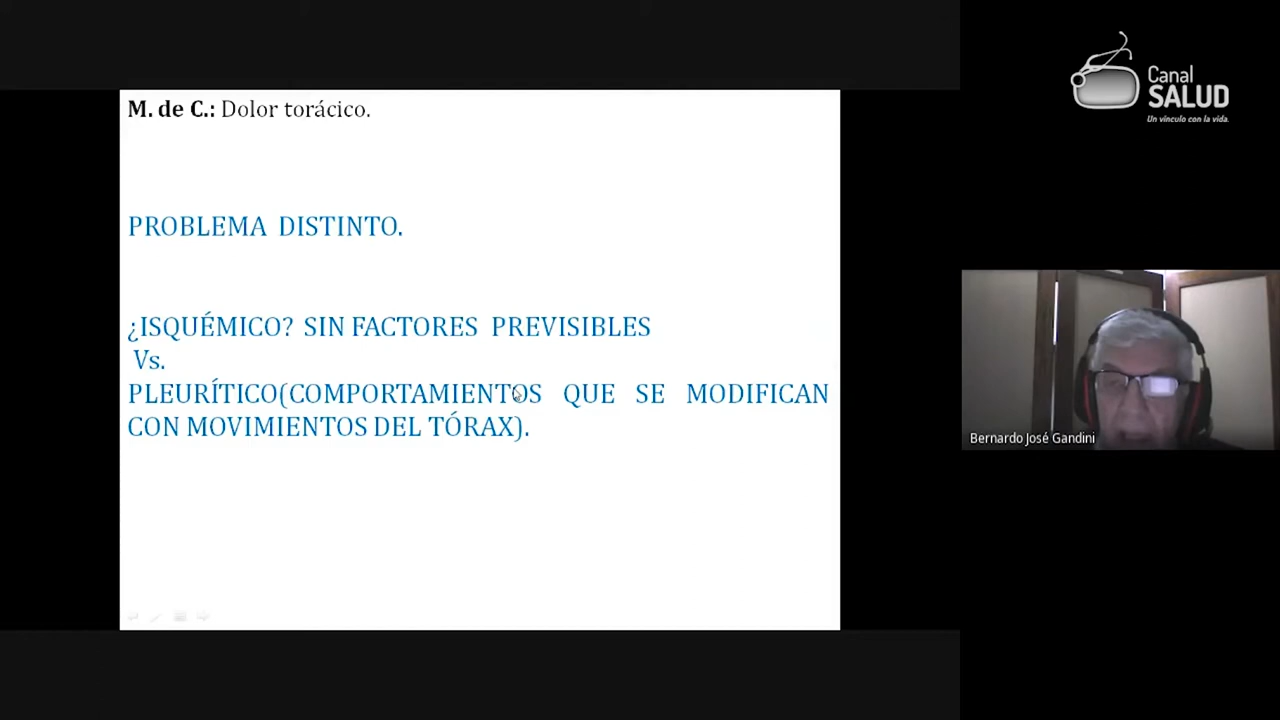 M. de C.: Dolor torácico.
PROBLEMA DISTINTO.
¿ISQUÉMICO? SIN FACTORES PREVISIBLES
Vs.
PLEURÍTICO(COMPORTAMIENTOS QUE SE MODIFICAN
CON MOVIMIENTOS DEL TÓRAX).
Canal
SALUD
Un vínculo con la vida.
Bernardo José Gandini